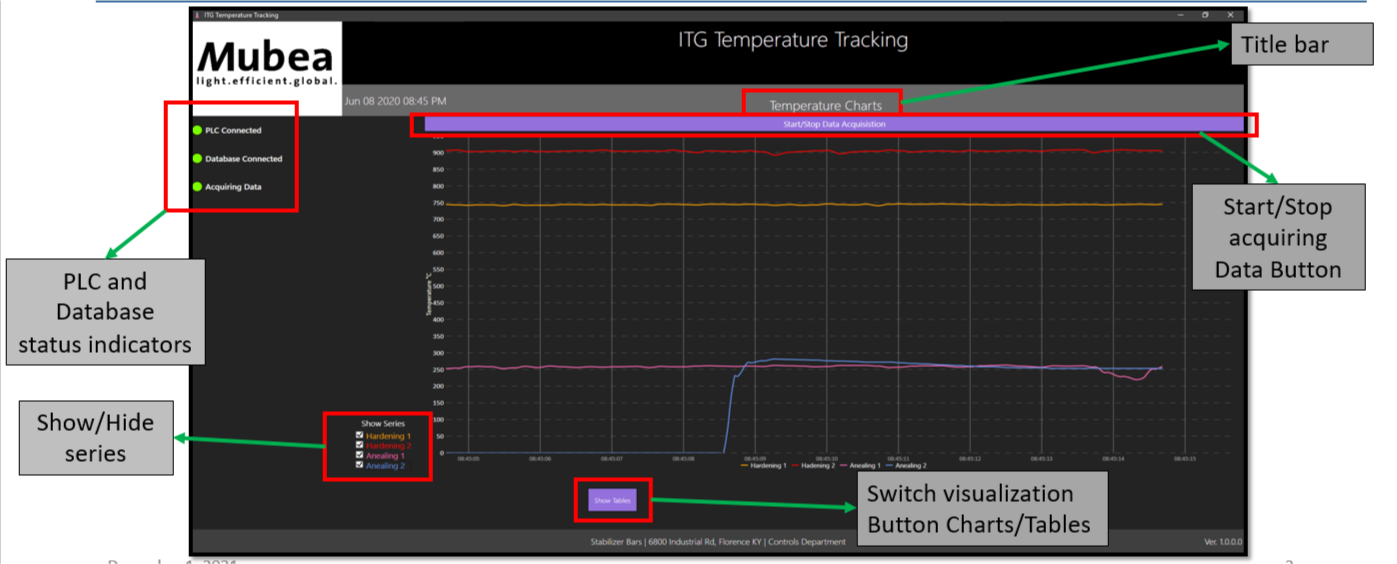 ITG Temperature Tracking
Mubea
light.efficient.global.
ITG Temperature Tracking
Title bar
Jun 08 2020 08:45 PM
Temperature Charts
Start/Stop Data Acquisistion
PLC Connected
Database Connected
Acquiring Data
PLC and
Database
status indicators
Start/Stop
acquiring
Data Button
Temperature °C
900
850
800
750
700
650
600
550
500
450
400
350
300
250
200
150
100
50
0
08:45:05
08:45:06
08:45:07
08:45:08
08:45:09
08:45:10
08:45:11
08:45:12
08:45:13
08:45:14
08:45:15
Hardening 1 Hadening 2 Anealing 1 Anealing 2
Show/Hide
series
Show Series
Hardening 1
Hardening 2
Anealing 1
Anealing 2
Show Tables
Switch visualization
Button Charts/Tables
Stabilizer Bars | 6800 Industrial Rd, Florence KY | Controls Department
Ver. 1.0.0.0